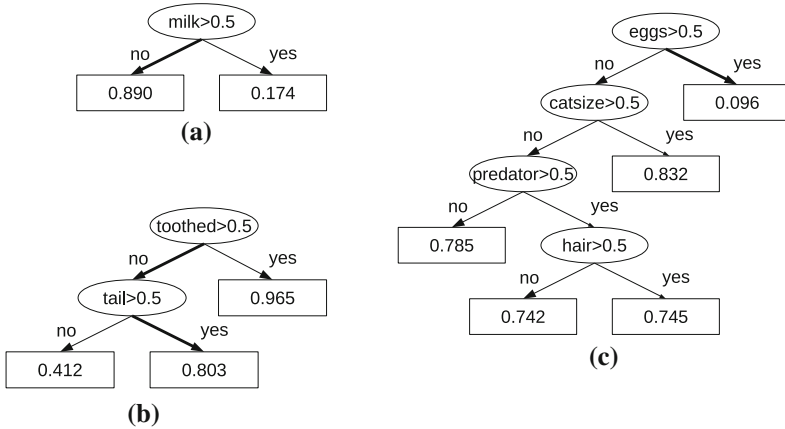 milk>0.5
no
yes
0.890
0.174
(a)
toothed>0.5
no
yes
tail>0.5
0.965
no
yes
0.412
0.803
(b)
eggs>0.5
no
yes
catsize>0.5
0.096
no
yes
predator>0.5
0.832
no
yes
0.785
hair>0.5
no
yes
0.742
0.745
(c)